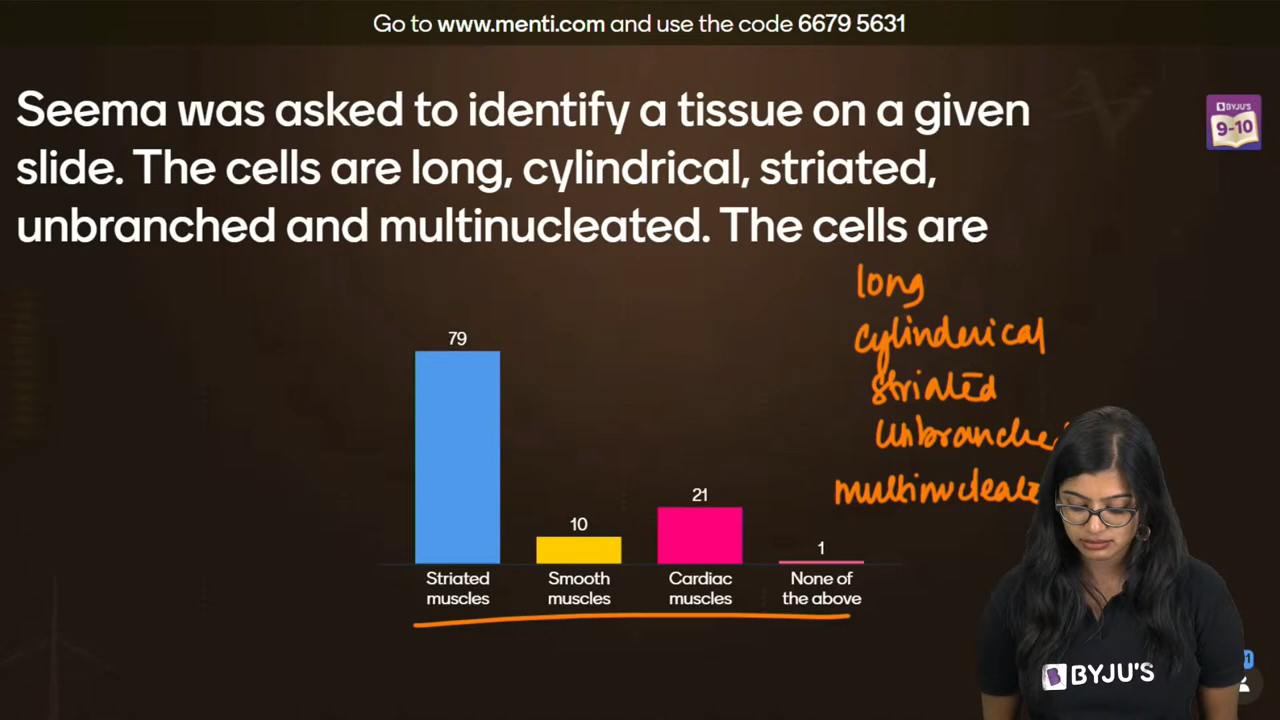 Go to www.menti.com and use the code 6679 5631
Seema was asked to identify a tissue on a given
slide. The cells are long, cylindrical, striated,
unbranched and multinucleated. The cells are
BYJU'S
9-10
long
cylinderical
striated
unbranche
multinucleate
79
10
21
1
Striated
muscles
Smooth
muscles
Cardiac
muscles
None of
the above
BYJU'S